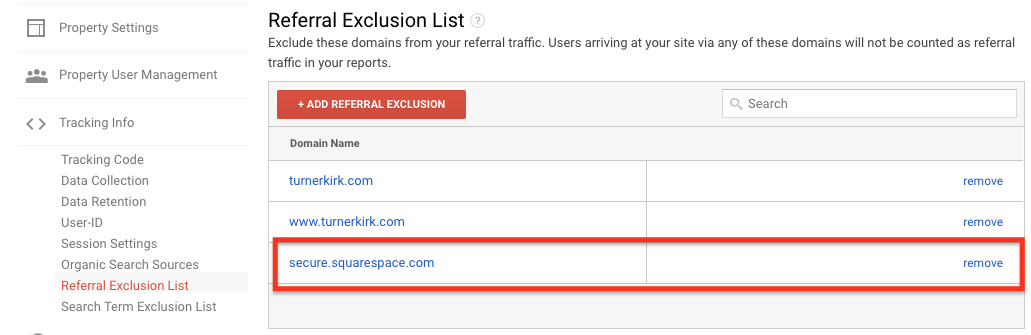 Property Settings
Property User Management
Tracking Info
Tracking Code
Data Collection
Data Retention
User-ID
Session Settings
Organic Search Sources
Referral Exclusion List
Search Term Exclusion List
Referral Exclusion List ?
Exclude these domains from your referral traffic. Users arriving at your site via any of these domains will not be counted as referral
traffic in your reports.
+ ADD REFERRAL EXCLUSION
Search
Domain Name
turnerkirk.com remove
www.turnerkirk.com remove
secure.squarespace.com remove